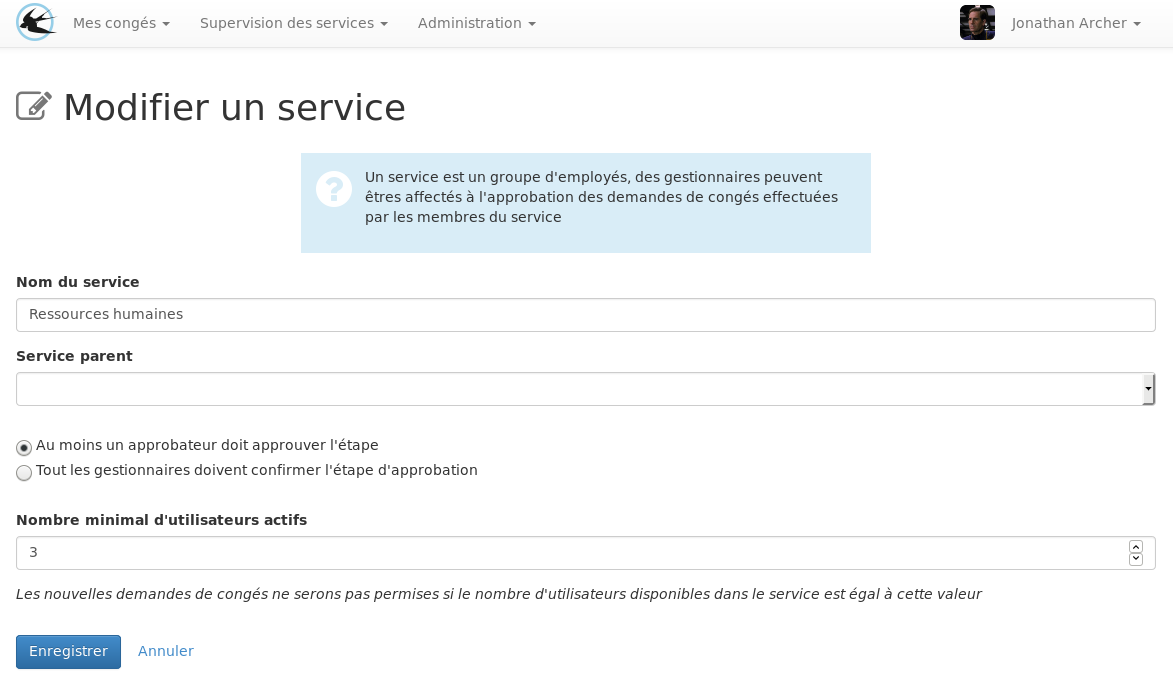 Mes congés Supervision des services Administration Jonathan Archer
Modifier un service
Un service est un groupe d'employés, des gestionnaires peuvent
êtres affectés à l'approbation des demandes de congés effectuées
par les membres du service
Nom du service
Ressources humaines
Service parent
Au moins un approbateur doit approuver l'étape
Tout les gestionnaires doivent confirmer l'étape d'approbation
Nombre minimal d'utilisateurs actifs
3
Les nouvelles demandes de congés ne serons pas permises si le nombre d'utilisateurs disponibles dans le service est égal à cette valeur
Enregistrer Annuler